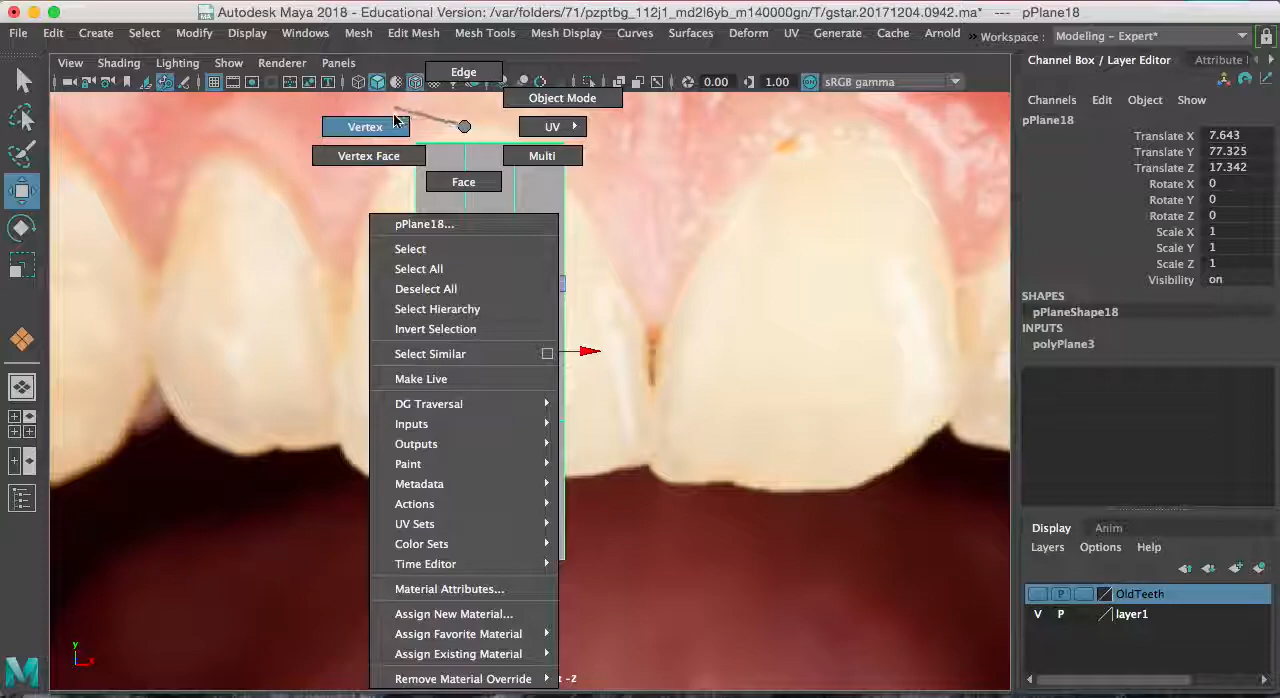 Autodesk Maya 2018 - Educational Version: /var/folders/71/pzptbg_112j1_md2l6yb_m140000gn/T/gstar.20171204.0942.ma* --- pPlane18
File Edit Create Select Modify Display Windows Mesh Edit Mesh Mesh Tools Mesh Display Curves Surfaces Deform UV Generate Cache Arnold » Workspace : Modeling - Expert*
View Shading Lighting Show Renderer Panels
0.00 1.00 sRGB gamma
Edge
Object Mode
Vertex
UV
Vertex Face
Multi
Face
pPlane18...
Select
Select All
Deselect All
Select Hierarchy
Invert Selection
Select Similar
Make Live
DG Traversal
Inputs
Outputs
Paint
Metadata
Actions
UV Sets
Color Sets
Time Editor
Material Attributes...
Assign New Material...
Assign Favorite Material
Assign Existing Material
Remove Material Override
-Z
y
x
M
Channel Box / Layer Editor Attribute
Channels Edit Object Show
pPlane18
Translate X 7.643
Translate Y 77.325
Translate Z 17.342
Rotate X 0
Rotate Y 0
Rotate Z 0
Scale X 1
Scale Y 1
Scale Z 1
Visibility on
SHAPES
pPlaneShape18
INPUTS
polyPlane3
Display Anim
Layers Options Help
P OldTeeth
V P layer1